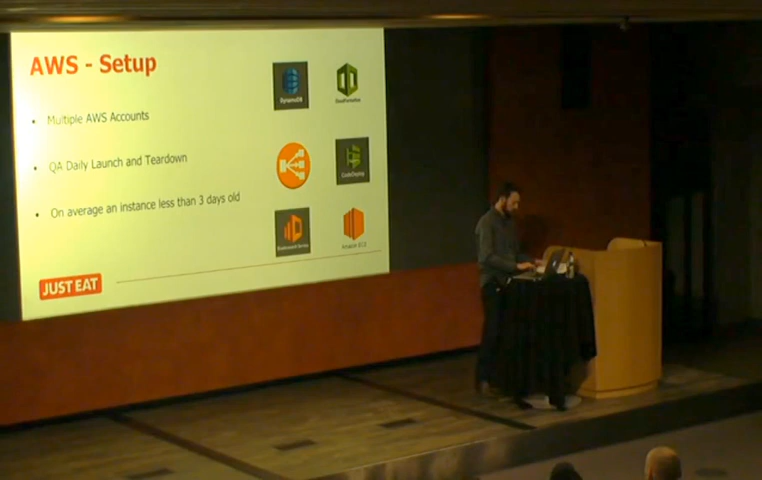 AWS - Setup
• Multiple AWS Accounts
• QA Daily Launch and Teardown
• On average an instance less than 3 days old
DynamoDB
CloudFormation
CodeDeploy
Amazon EC2
JUST EAT